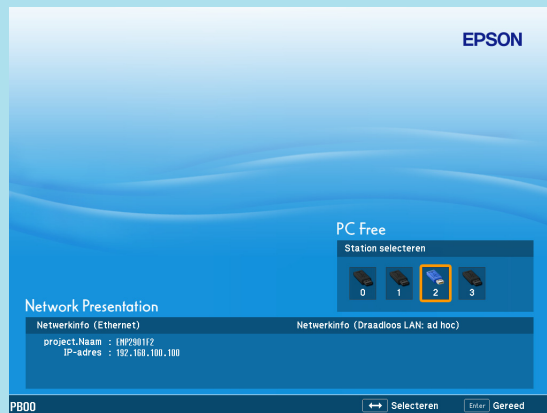 EPSON
PC Free
Station selecteren
0 1 2 3
Network Presentation
Netwerkinfo (Ethernet) Netwerkinfo (Draadloos LAN: ad hoc)
project.Naam : EMP2901F2
IP-adres : 192.168.100.100
PB00 Selecteren Enter Gereed